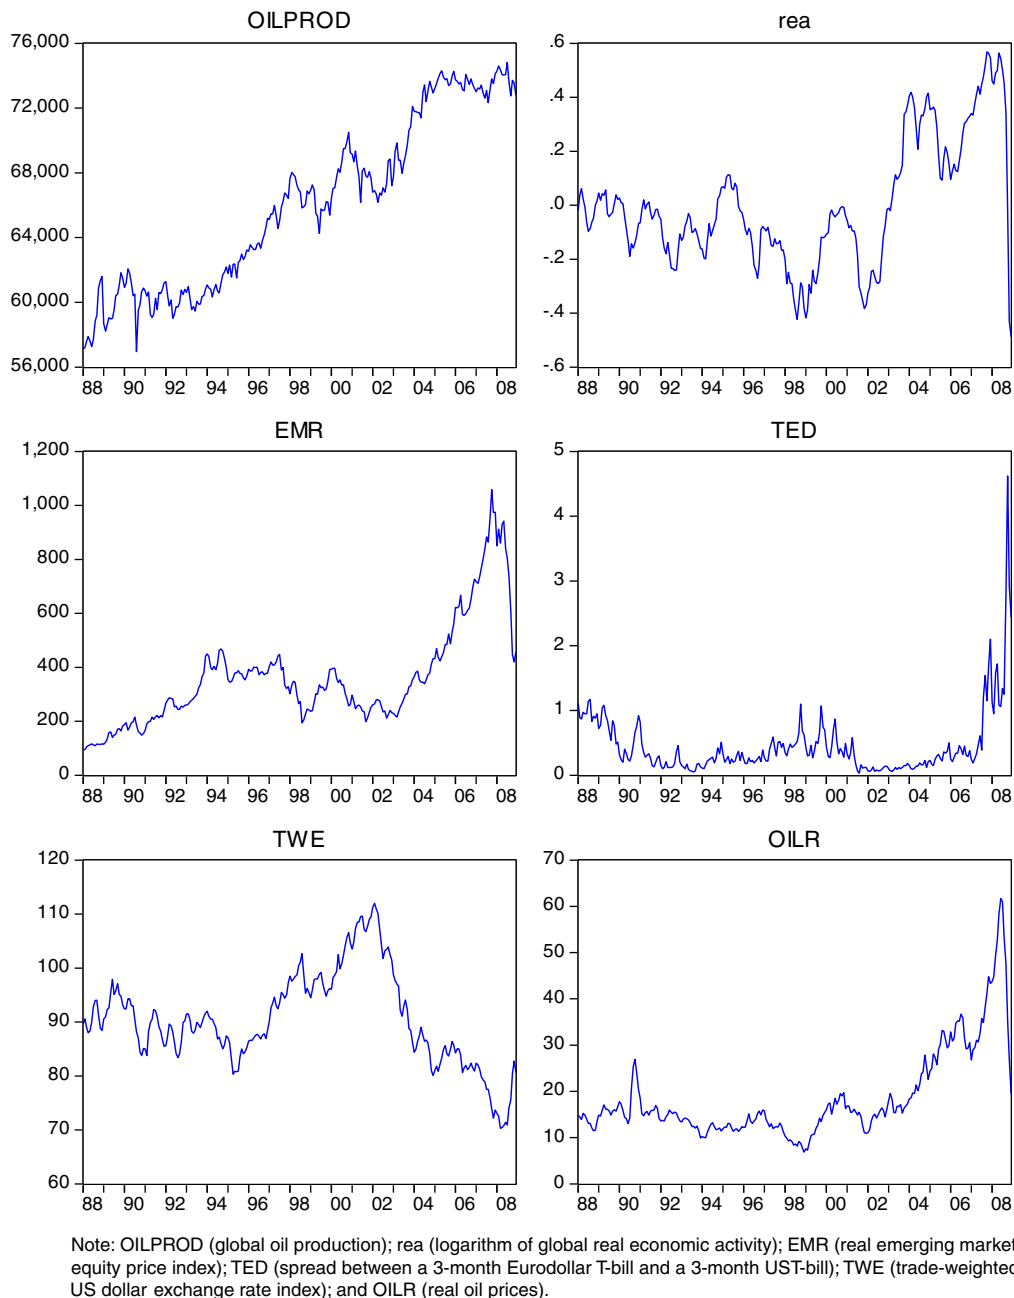 OILPROD
76,000
72,000
68,000
64,000
60,000
56,000
88 90 92 94 96 98 00 02 04 06 08
rea
.6
.4
.2
.0
-.2
-.4
-.6
88 90 92 94 96 98 00 02 04 06 08
EMR
1,200
1,000
800
600
400
200
0
88 90 92 94 96 98 00 02 04 06 08
TED
5
4
3
2
1
0
88 90 92 94 96 98 00 02 04 06 08
TWE
120
110
100
90
80
70
60
88 90 92 94 96 98 00 02 04 06 08
OILR
70
60
50
40
30
20
10
0
88 90 92 94 96 98 00 02 04 06 08
Note: OILPROD (global oil production); rea (logarithm of global real economic activity); EMR (real emerging market
equity price index); TED (spread between a 3-month Eurodollar T-bill and a 3-month UST-bill); TWE (trade-weighted
US dollar exchange rate index); and OILR (real oil prices).